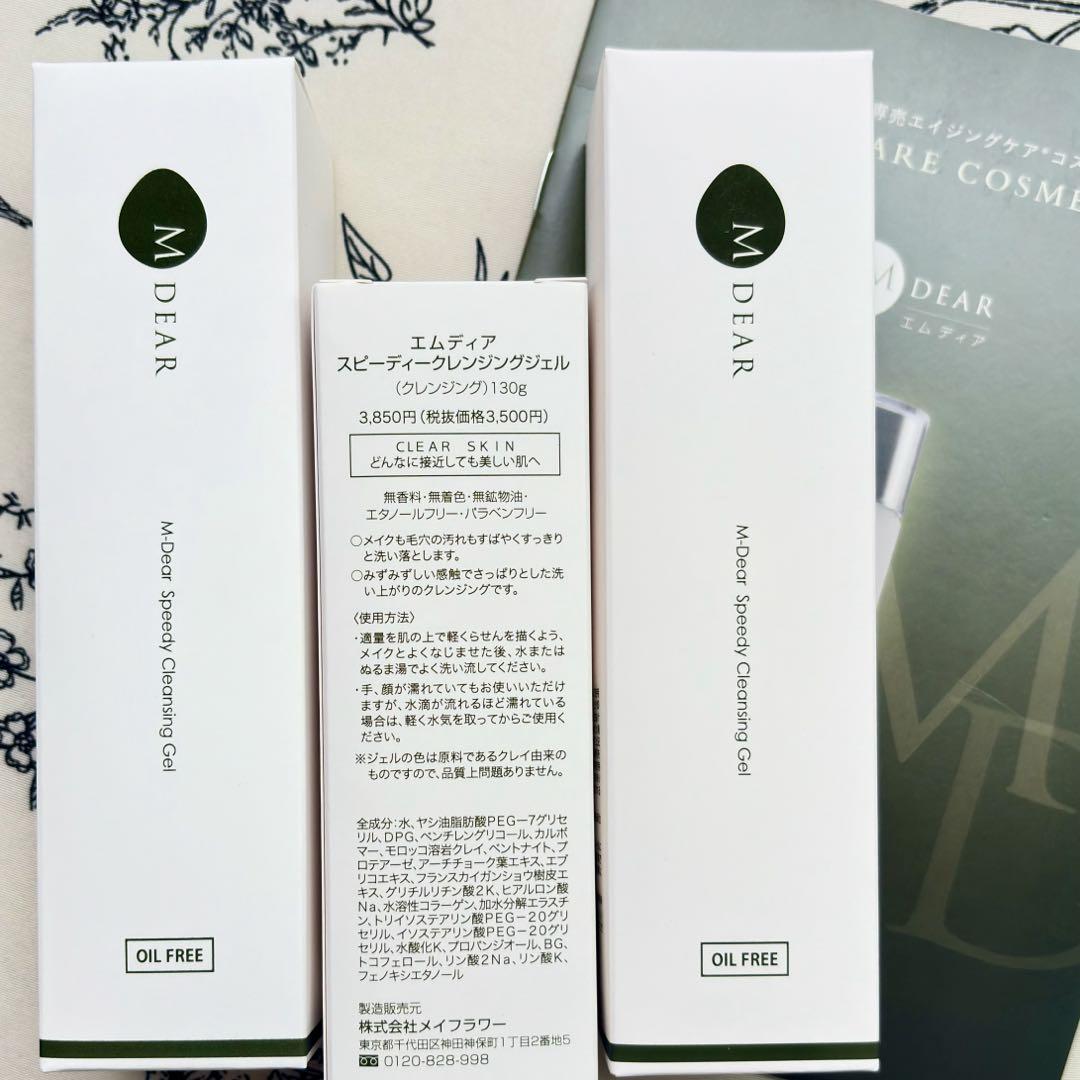 M
DEAR
M-Dear Speedy Cleansing Gel
OIL FREE
エムディア
スピーディークレンジングジェル
(クレンジング)130g
3,850円(税抜価格3,500円)
CLEAR SKIN
どんなに接近しても美しい肌へ
無香料・無着色・無鉱物油・
エタノールフリー・パラベンフリー
○メイクも毛穴の汚れもすばやくすっきり
と洗い落とします。
○みずみずしい感触でさっぱりとした洗
い上がりのクレンジングです。
〈使用方法〉
・適量を肌の上で軽くらせんを描くよう、
メイクとよくなじませた後、水または
ぬるま湯でよく洗い流してください。
・手、顔が濡れていてもお使いいただけ
ますが、水滴が流れるほど濡れている
場合は、軽く水気を取ってからご使用く
ださい。
※ジェルの色は原料であるクレイ由来の
ものですので、品質上問題ありません。
全成分:水、ヤシ油脂肪酸PEG-7グリセ
リル、DPG、ペンチレングリコール、カルボ
マー、モロッコ溶岩クレイ、ベントナイト、プ
ロテアーゼ、アーチチョーク葉エキス、エブ
リコエキス、フランスカイガンショウ樹皮エ
キス、グリチルリチン酸2K、ヒアルロン酸
Na、水溶性コラーゲン、加水分解エラスチ
ン、トリイソステアリン酸PEG-20グリ
セリル、イソステアリン酸PEG-20グリ
セリル、水酸化K、プロパンジオール、BG、
トコフェロール、リン酸2Na、リン酸K、
フェノキシエタノール
製造販売元
株式会社メイフラワー
東京都千代田区神田神保町1丁目2番地5
0120-828-998
M
DEAR
M-Dear Speedy Cleansing Gel
OIL FREE
専売エイジングケア*コス
ARE COSME
M DEAR
エムディア